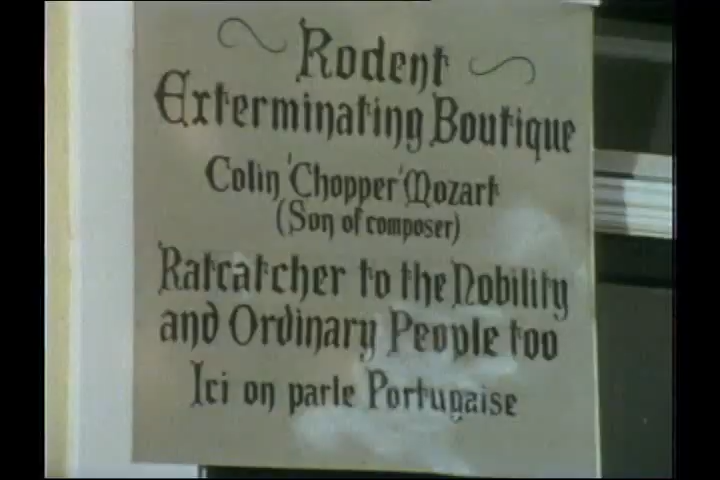 Rodent
Exterminating Boutique
Colin 'Chopper' Mozart
(Son of composer)
Ratcatcher to the Nobility
and Ordinary People too
Ici on parle Portugaise